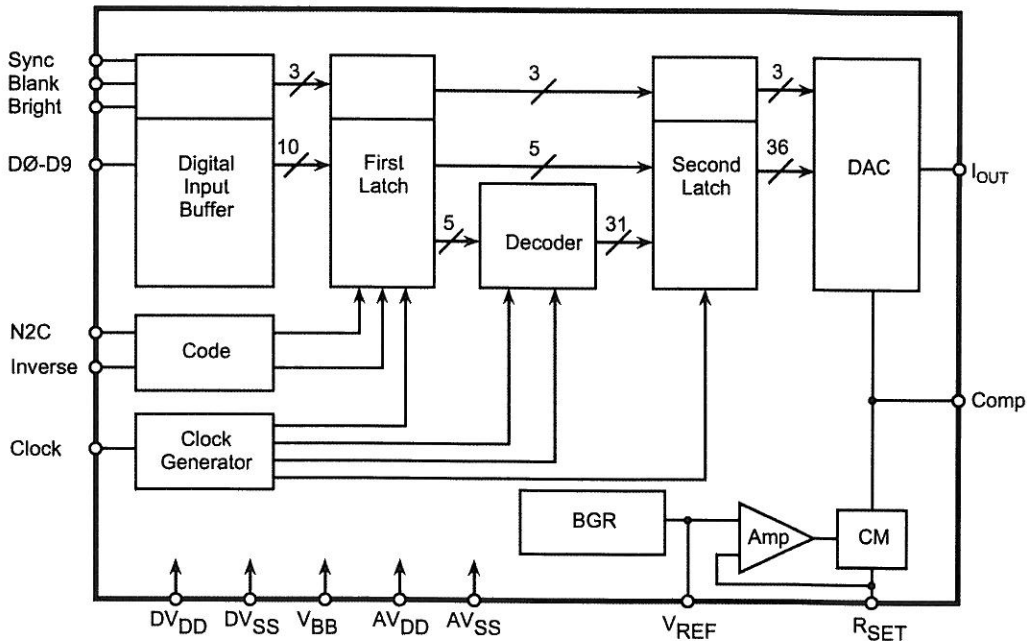 Sync
Blank
Bright
DØ-D9
Digital
Input
Buffer
3
10
First
Latch
3
5
5
Decoder
31
Second
Latch
3
36
DAC
IOUT
N2C
Inverse
Code
Clock
Clock
Generator
Comp
BGR
Amp
CM
DVDD
DVSS
VBB
AVDD
AVSS
VREF
RSET